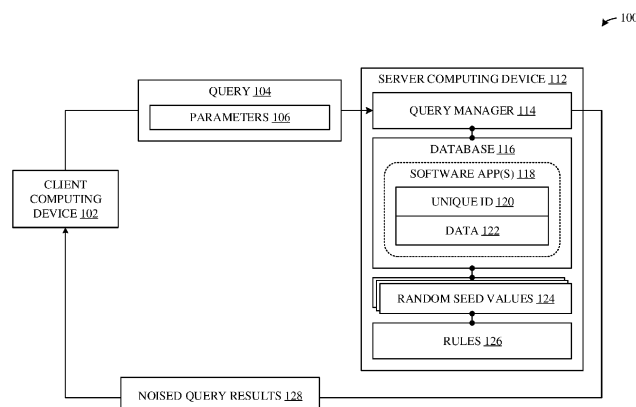 100
SERVER COMPUTING DEVICE 112
QUERY 104
PARAMETERS 106
QUERY MANAGER 114
DATABASE 116
SOFTWARE APP(S) 118
UNIQUE ID 120
DATA 122
CLIENT
COMPUTING
DEVICE 102
RANDOM SEED VALUES 124
RULES 126
NOISED QUERY RESULTS 128